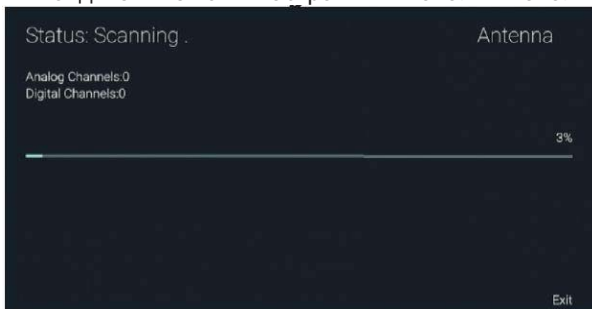 Status: Scanning .
Antenna
Analog Channels:0
Digital Channels:0
3%
Exit